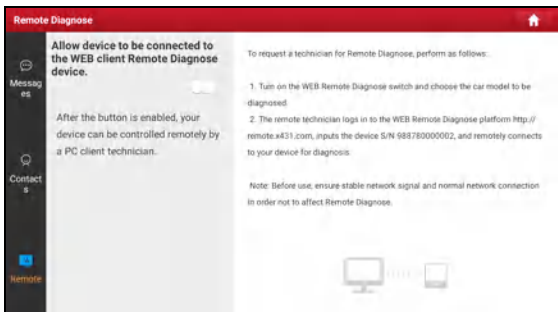 Remote Diagnose
Messag
es
Contact
s
Remote
Allow device to be connected to
the WEB client Remote Diagnose
device.
After the button is enabled, your
device can be controlled remotely by
a PC client technician.
To request a technician for Remote Diagnose, perform as follows:
1. Turn on the WEB Remote Diagnose switch and choose the car model to be
diagnosed
2. The remote technician logs in to the WEB Remote Diagnose platform http://
remote.x431.com, inputs the device S/N 988780000002, and remotely connects
to your device for diagnosis
Note: Before use, ensure stable network signal and normal network connection
in order not to affect Remote Diagnose.